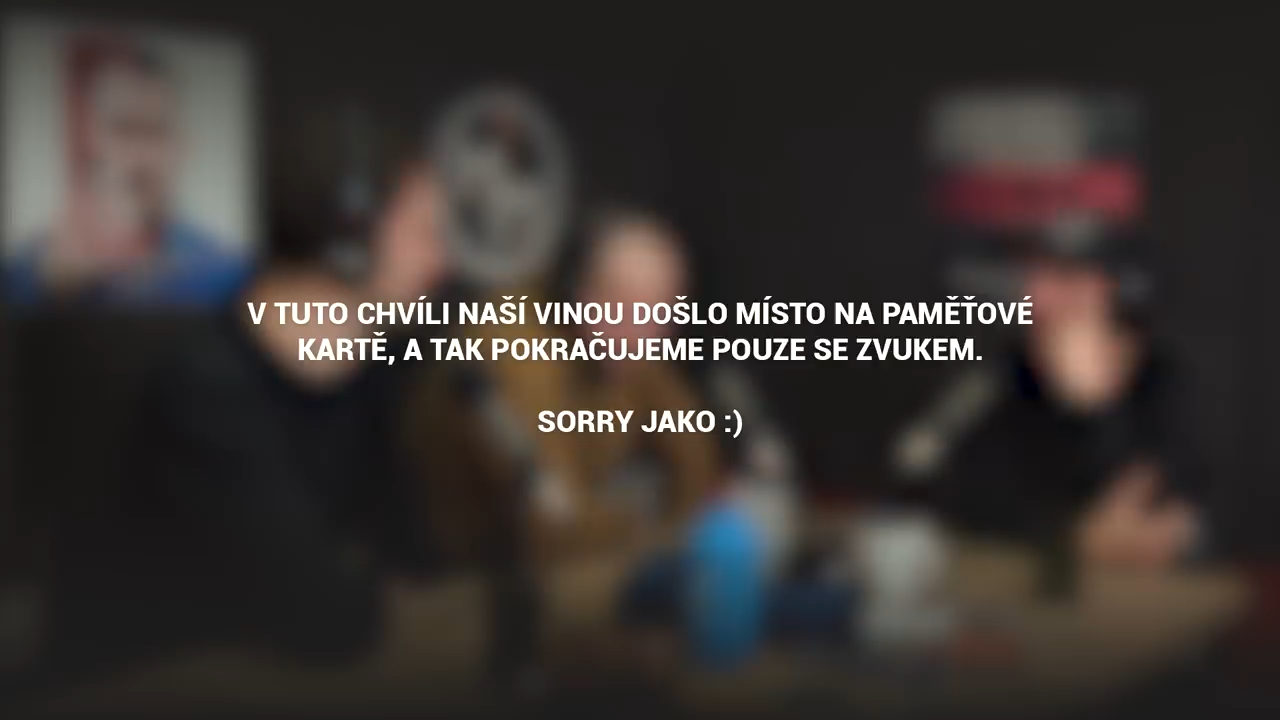 V TUTO CHVÍLI NAŠÍ VINOU DOŠLO MÍSTO NA PAMĚŤOVÉ
KARTĚ, A TAK POKRAČUJEME POUZE SE ZVUKEM.
SORRY JAKO :)